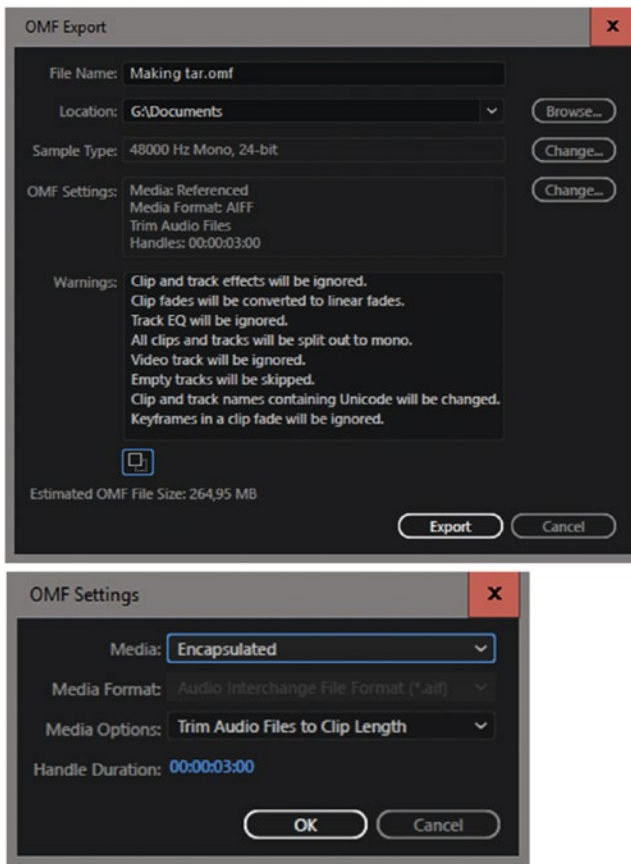 OMF Export
x
File Name: Making tar.omf
Location: G:\Documents Browse...
Sample Type: 48000 Hz Mono, 24-bit Change...
OMF Settings: Media: Referenced Change...
Media Format: AIFF
Trim Audio Files
Handles: 00:00:03:00
Warnings: Clip and track effects will be ignored.
Clip fades will be converted to linear fades.
Track EQ will be ignored.
All clips and tracks will be split out to mono.
Video track will be ignored.
Empty tracks will be skipped.
Clip and track names containing Unicode will be changed.
Keyframes in a clip fade will be ignored.
Estimated OMF File Size: 264,95 MB
Export Cancel
OMF Settings
x
Media: Encapsulated
Media Format: Audio Interchange File Format (*.aif)
Media Options: Trim Audio Files to Clip Length
Handle Duration: 00:00:03:00
OK Cancel